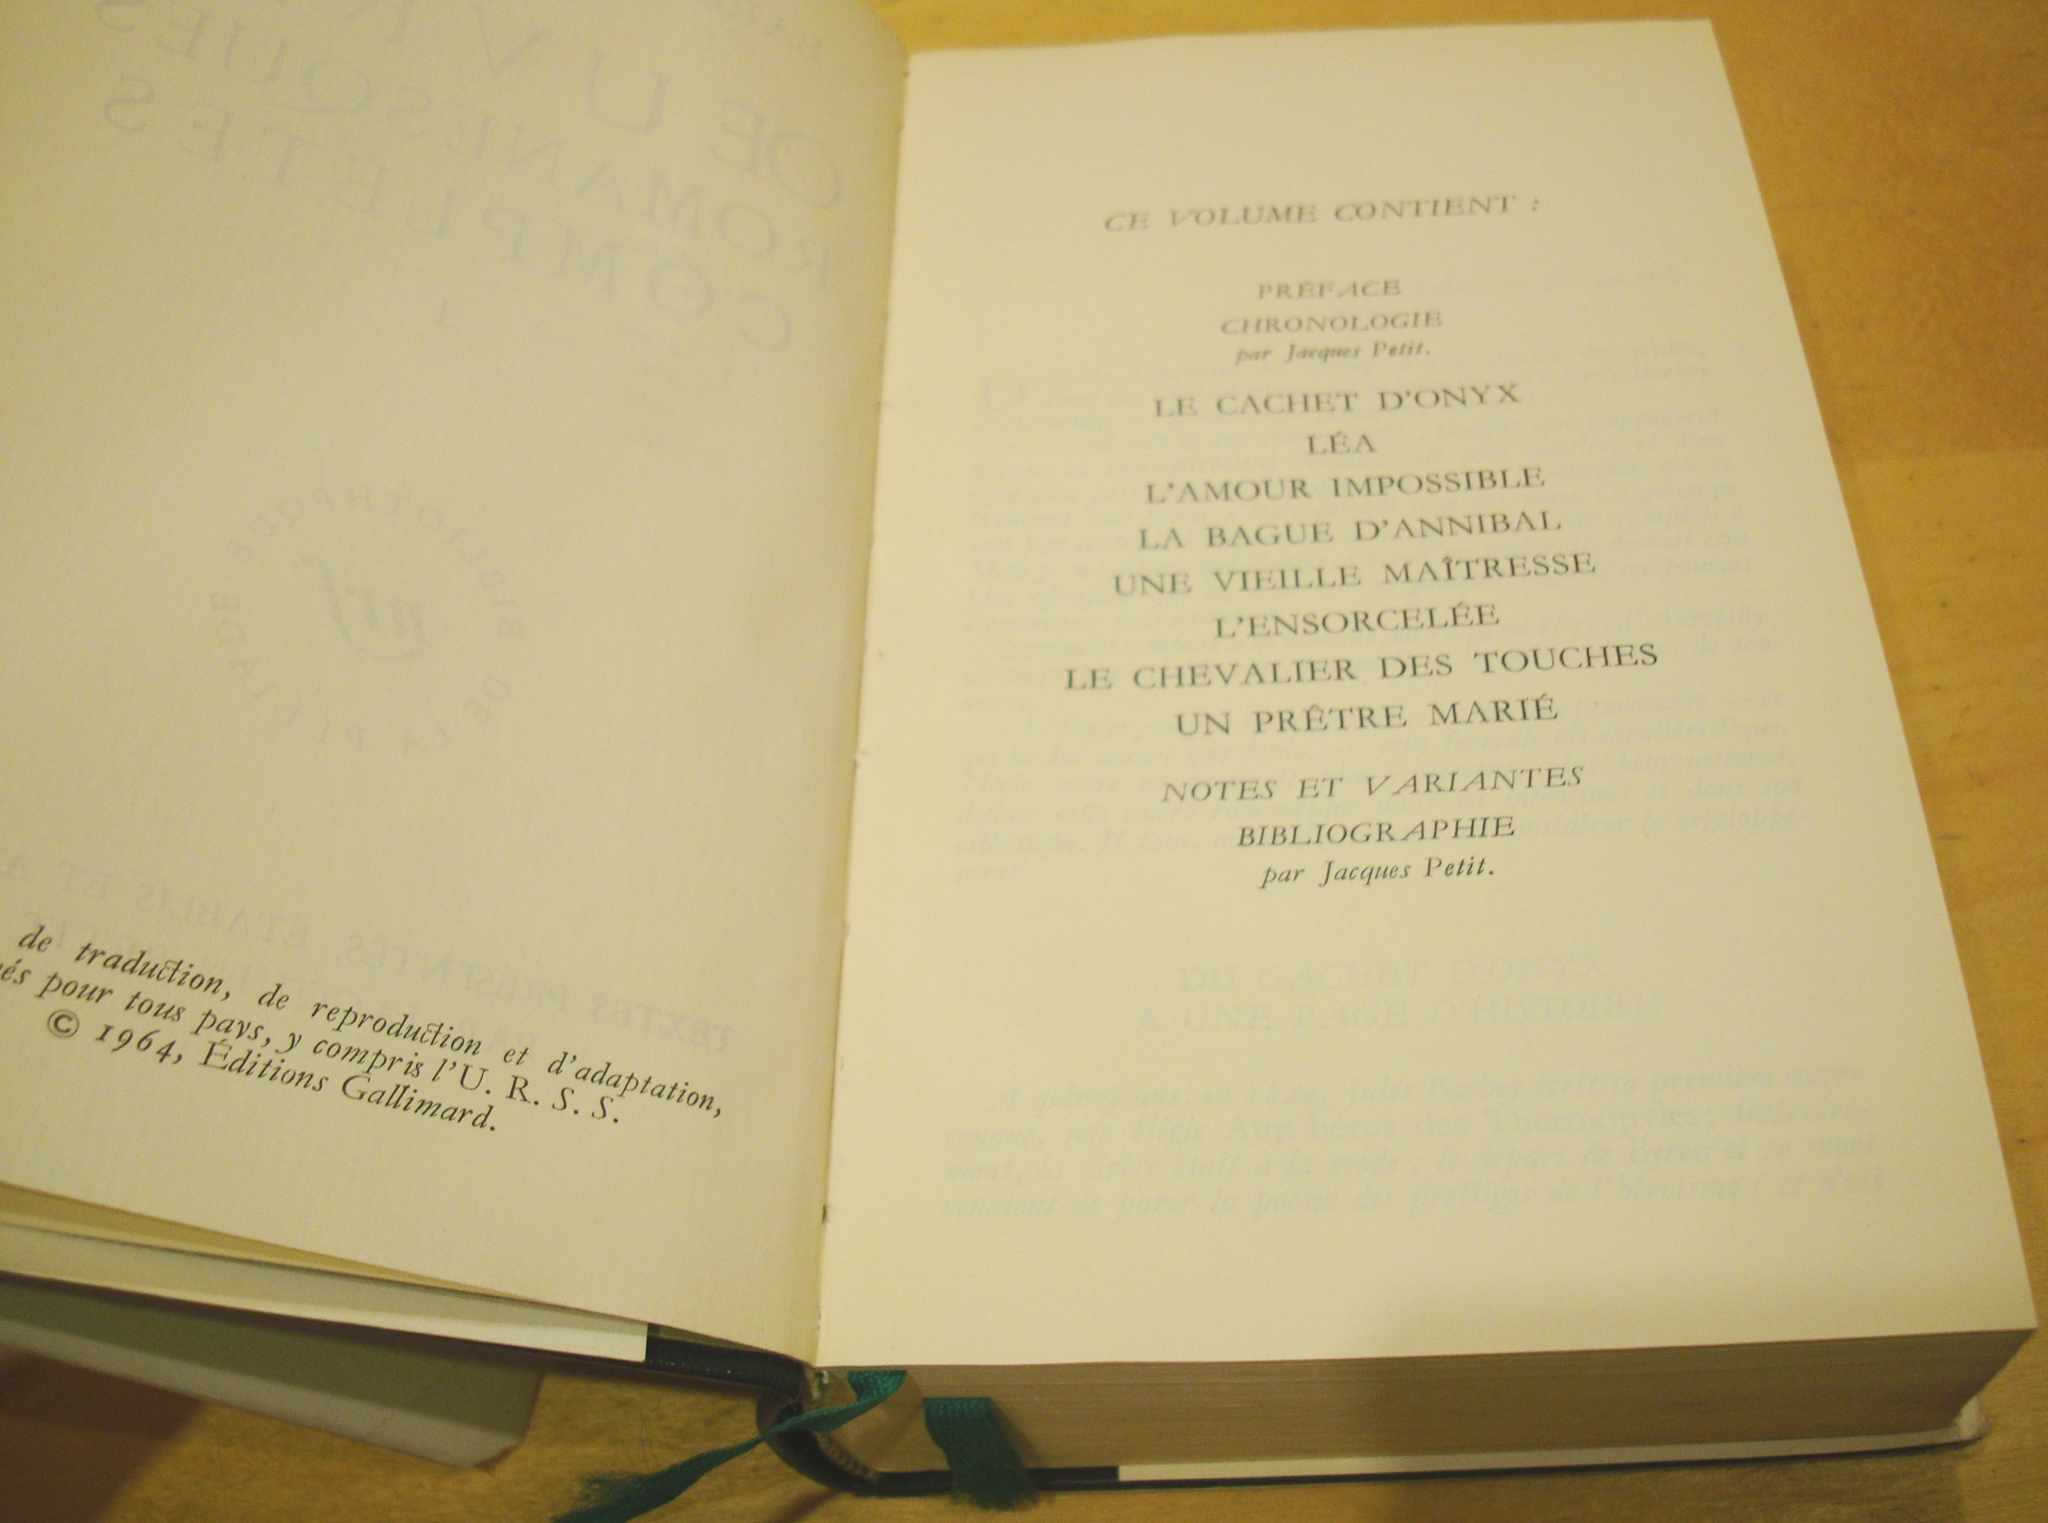 de traduction, de reproduction et d'adaptation,
és pour tous pays, y compris l'U. R. S. S.
© 1964, Éditions Gallimard.
CE VOLUME CONTIENT :
PRÉFACE
CHRONOLOGIE
par Jacques Petit.
LE CACHET D'ONYX
LÉA
L'AMOUR IMPOSSIBLE
LA BAGUE D'ANNIBAL
UNE VIEILLE MAÎTRESSE
L'ENSORCELÉE
LE CHEVALIER DES TOUCHES
UN PRÊTRE MARIÉ
NOTES ET VARIANTES
BIBLIOGRAPHIE
par Jacques Petit.